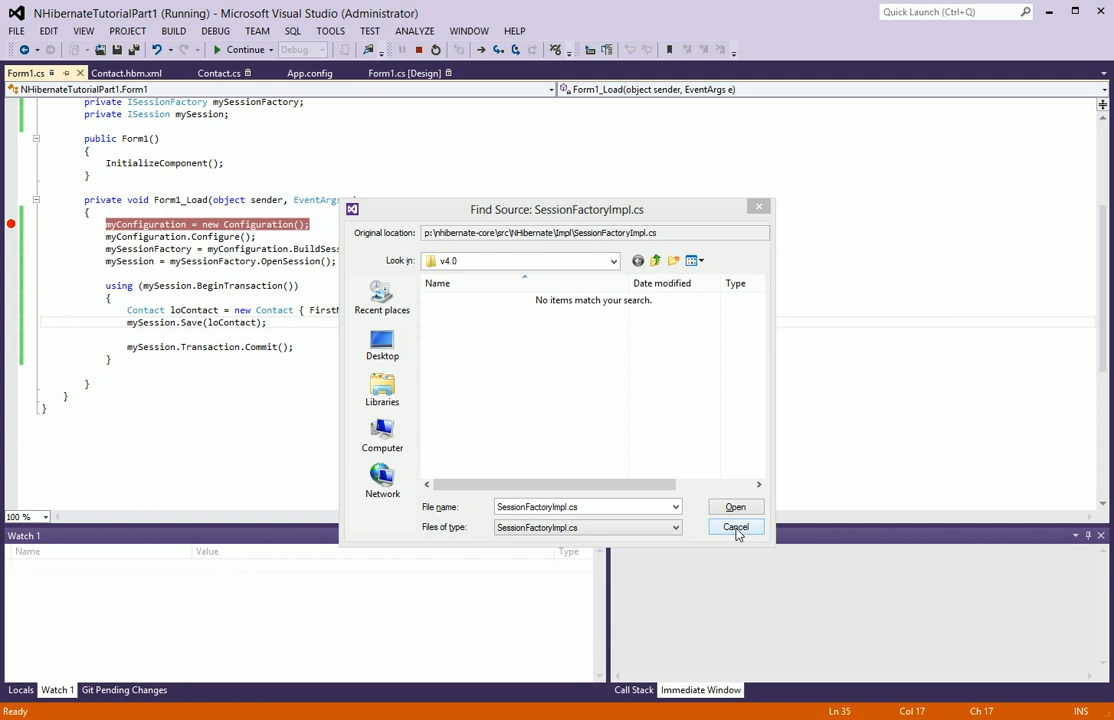 NHibernateTutorialPart1 (Running) - Microsoft Visual Studio (Administrator)
Quick Launch (Ctrl+Q)
FILE EDIT VIEW PROJECT BUILD DEBUG TEAM SQL TOOLS TEST ANALYZE WINDOW HELP
Continue Debug
Form1.cs Contact.hbm.xml Contact.cs App.config Form1.cs [Design]
NHibernateTutorialPart1.Form1 Form1_Load(object sender, EventArgs e)
private ISessionFactory mySessionFactory;
private ISession mySession;
public Form1()
{
InitializeComponent();
}
private void Form1_Load(object sender, EventArgs
{
myConfiguration = new Configuration();
myConfiguration.Configure();
mySessionFactory = myConfiguration.BuildSes
mySession = mySessionFactory.OpenSession();
using (mySession.BeginTransaction())
{
Contact loContact = new Contact { FirstN
mySession.Save(loContact);
mySession.Transaction.Commit();
}
}
}
}
Find Source: SessionFactoryImpl.cs
Original location: p:\nhibernate-core\src\NHibernate\Impl\SessionFactoryImpl.cs
Look in: v4.0
Name Date modified Type
No items match your search.
Recent places
Desktop
Libraries
Computer
Network
File name: SessionFactoryImpl.cs Open
Files of type: SessionFactoryImpl.cs Cancel
100 %
Watch 1
Name Value Type
Locals Watch 1 Git Pending Changes Call Stack Immediate Window
Ready Ln 35 Col 17 Ch 17 INS